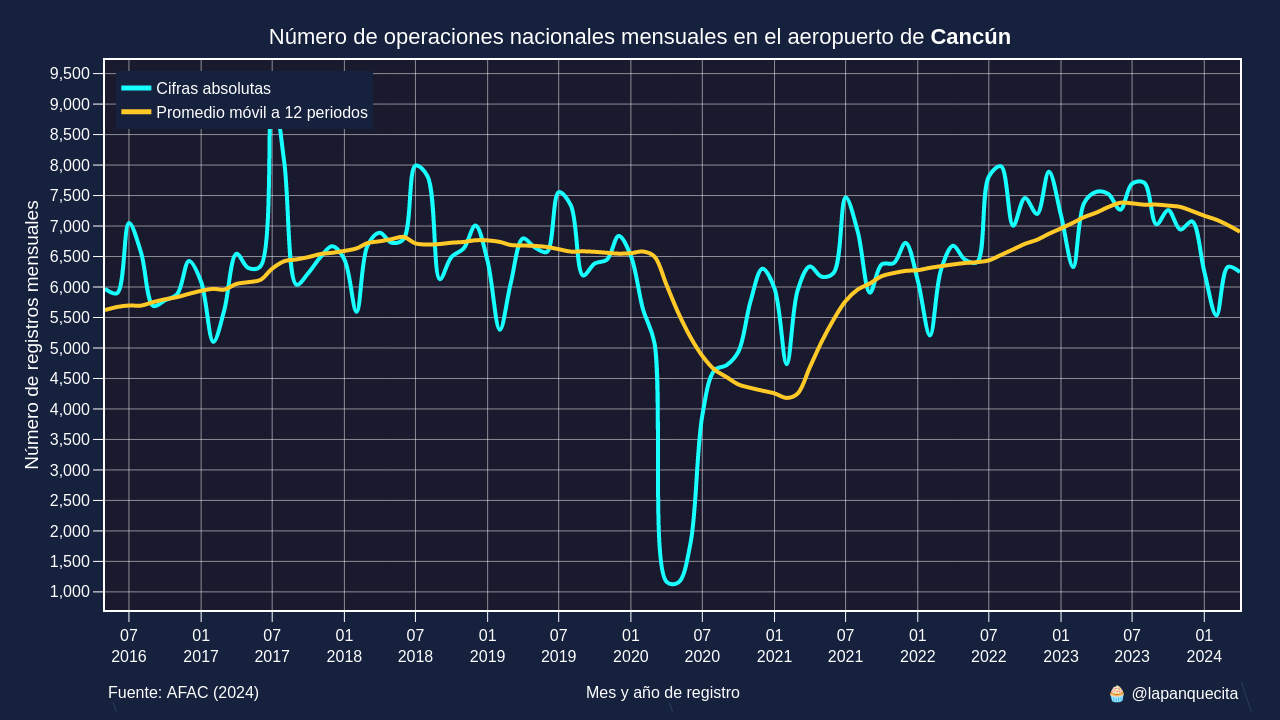 Número de operaciones nacionales mensuales en el aeropuerto de Cancún
Cifras absolutas
Promedio móvil a 12 periodos
Número de registros mensuales
9,500
9,000
8,500
8,000
7,500
7,000
6,500
6,000
5,500
5,000
4,500
4,000
3,500
3,000
2,500
2,000
1,500
1,000
07 01 07 01 07 01 07 01 07 01 07 01 07 01 07 01
2016 2017 2017 2018 2018 2019 2019 2020 2020 2021 2021 2022 2022 2023 2023 2024
Fuente: AFAC (2024) Mes y año de registro 🧁 @lapanquecita